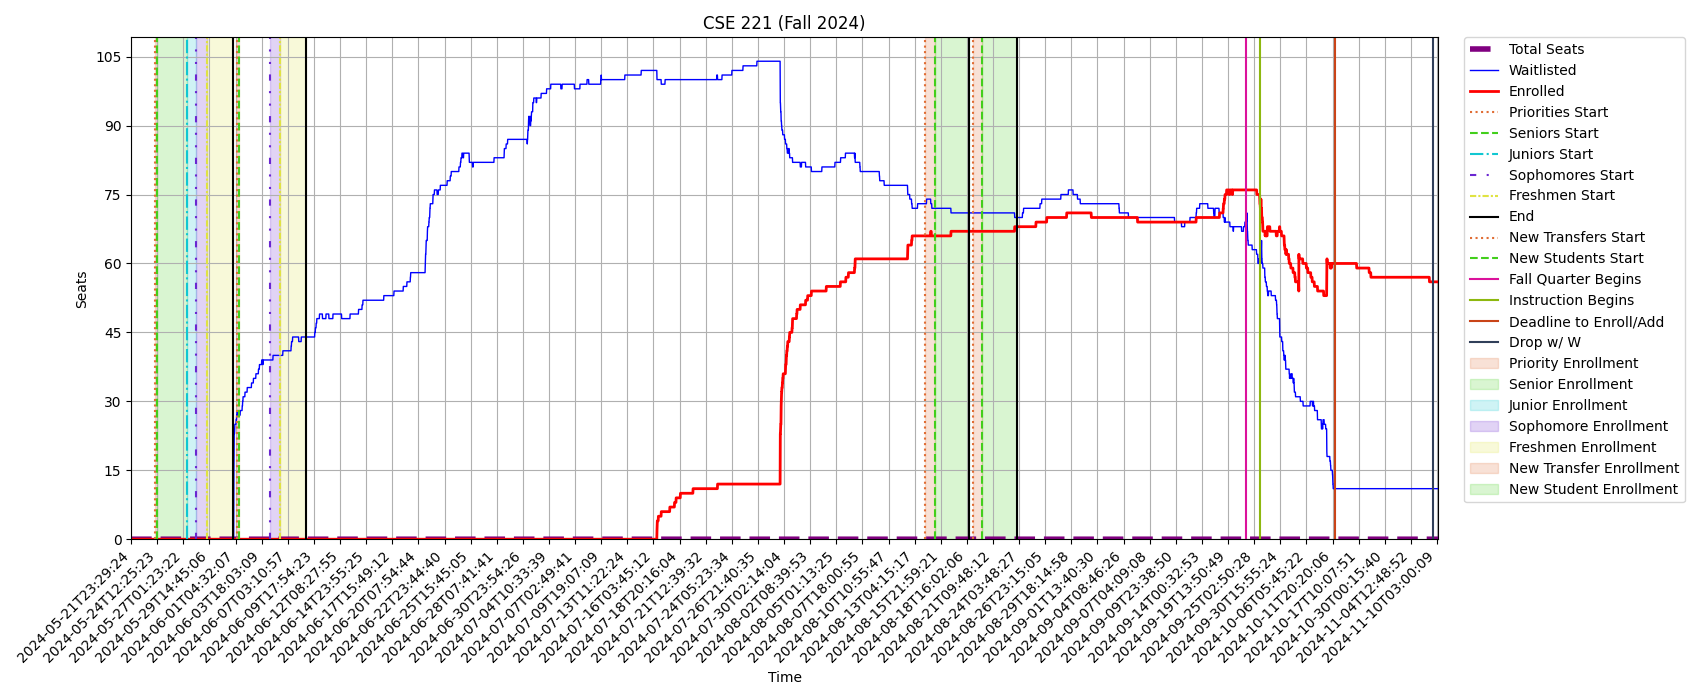 CSE 221 (Fall 2024)
Seats
105
90
75
60
45
30
15
0
2024-05-21T23:29:24
2024-05-24T12:25:23
2024-05-27T01:23:22
2024-05-29T14:45:06
2024-06-01T04:32:07
2024-06-03T18:03:09
2024-06-07T03:10:57
2024-06-09T17:54:23
2024-06-12T08:27:55
2024-06-14T23:55:25
2024-06-17T15:49:12
2024-06-20T07:54:44
2024-06-22T23:44:40
2024-06-25T15:45:05
2024-06-28T07:41:41
2024-06-30T23:54:26
2024-07-04T10:33:39
2024-07-07T02:49:41
2024-07-09T19:07:09
2024-07-13T11:22:24
2024-07-16T03:45:12
2024-07-18T20:16:04
2024-07-21T12:39:32
2024-07-24T05:23:34
2024-07-26T21:40:35
2024-07-30T02:14:04
2024-08-02T08:39:53
2024-08-05T01:13:25
2024-08-07T18:00:55
2024-08-10T10:55:47
2024-08-13T04:15:17
2024-08-15T21:59:21
2024-08-18T16:02:06
2024-08-21T09:48:12
2024-08-24T03:48:27
2024-08-26T23:15:05
2024-08-29T18:14:58
2024-09-01T13:40:30
2024-09-04T08:46:26
2024-09-07T04:09:08
2024-09-09T23:38:50
2024-09-14T00:32:53
2024-09-19T13:50:49
2024-09-25T02:50:28
2024-09-30T15:55:24
2024-10-06T05:45:22
2024-10-11T20:20:06
2024-10-17T10:07:51
2024-10-30T00:15:40
2024-11-04T12:48:52
2024-11-10T03:00:09
Time
Total Seats
Waitlisted
Enrolled
Priorities Start
Seniors Start
Juniors Start
Sophomores Start
Freshmen Start
End
New Transfers Start
New Students Start
Fall Quarter Begins
Instruction Begins
Deadline to Enroll/Add
Drop w/ W
Priority Enrollment
Senior Enrollment
Junior Enrollment
Sophomore Enrollment
Freshmen Enrollment
New Transfer Enrollment
New Student Enrollment